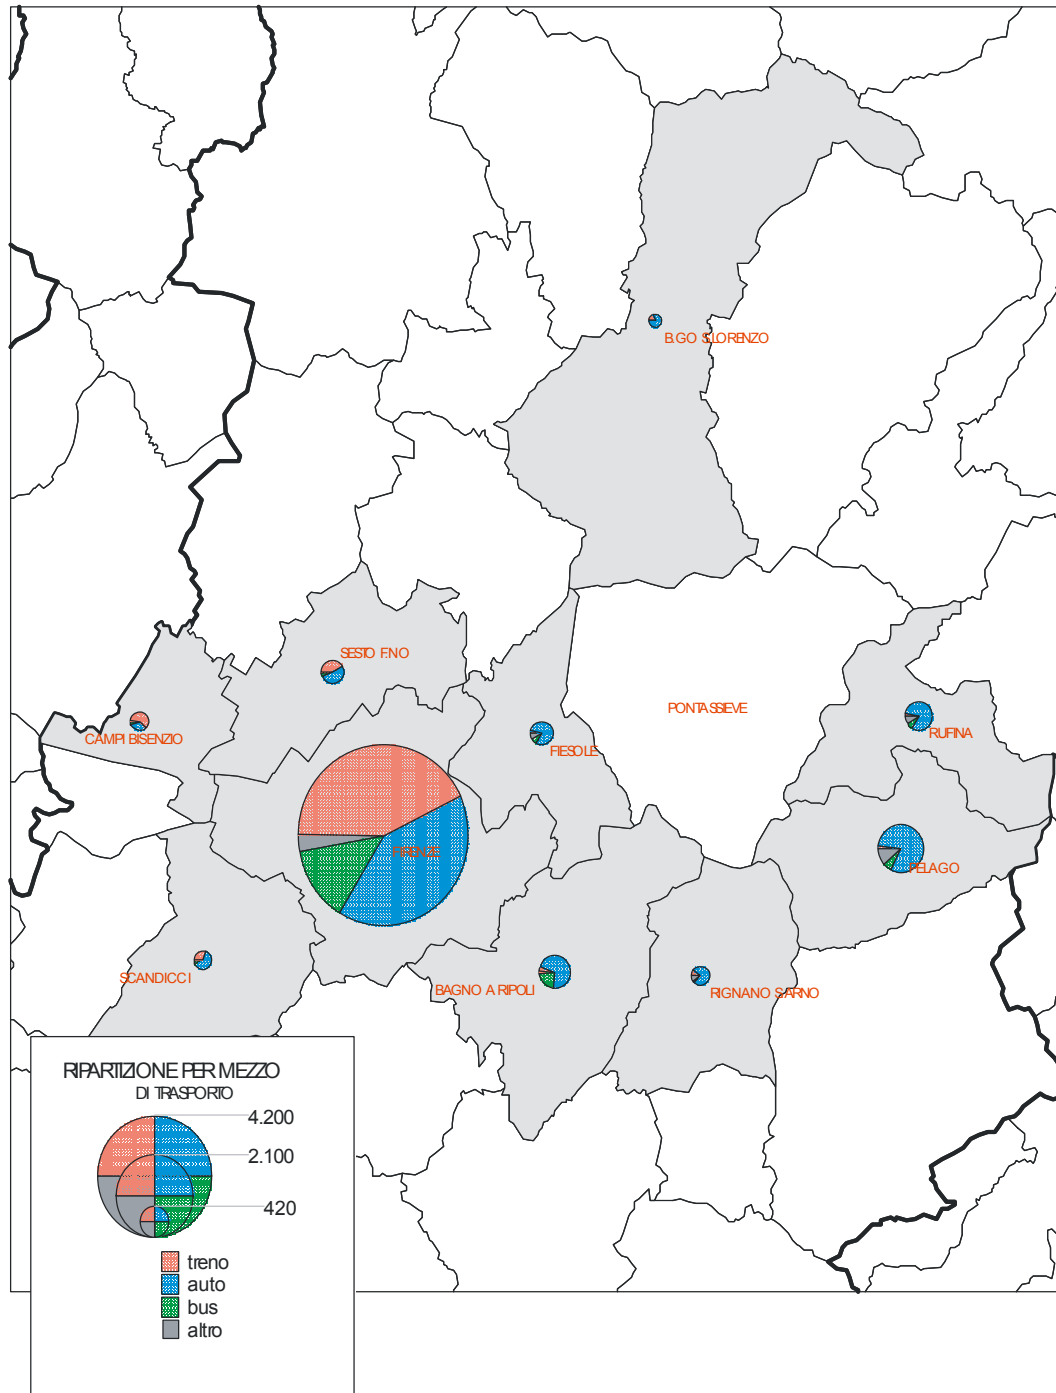 B.GO S.LORENZO
SESTO F.NO
PONTASSIEVE
CAMPI BISENZIO
FIESOLE
RUFINA
FIRENZE
PELAGO
SCANDICCI
BAGNO A RIPOLI
RIGNANO S.ARNO
RIPARTIZIONE PER MEZZO
DI TRASPORTO
4.200
2.100
420
treno
auto
bus
altro